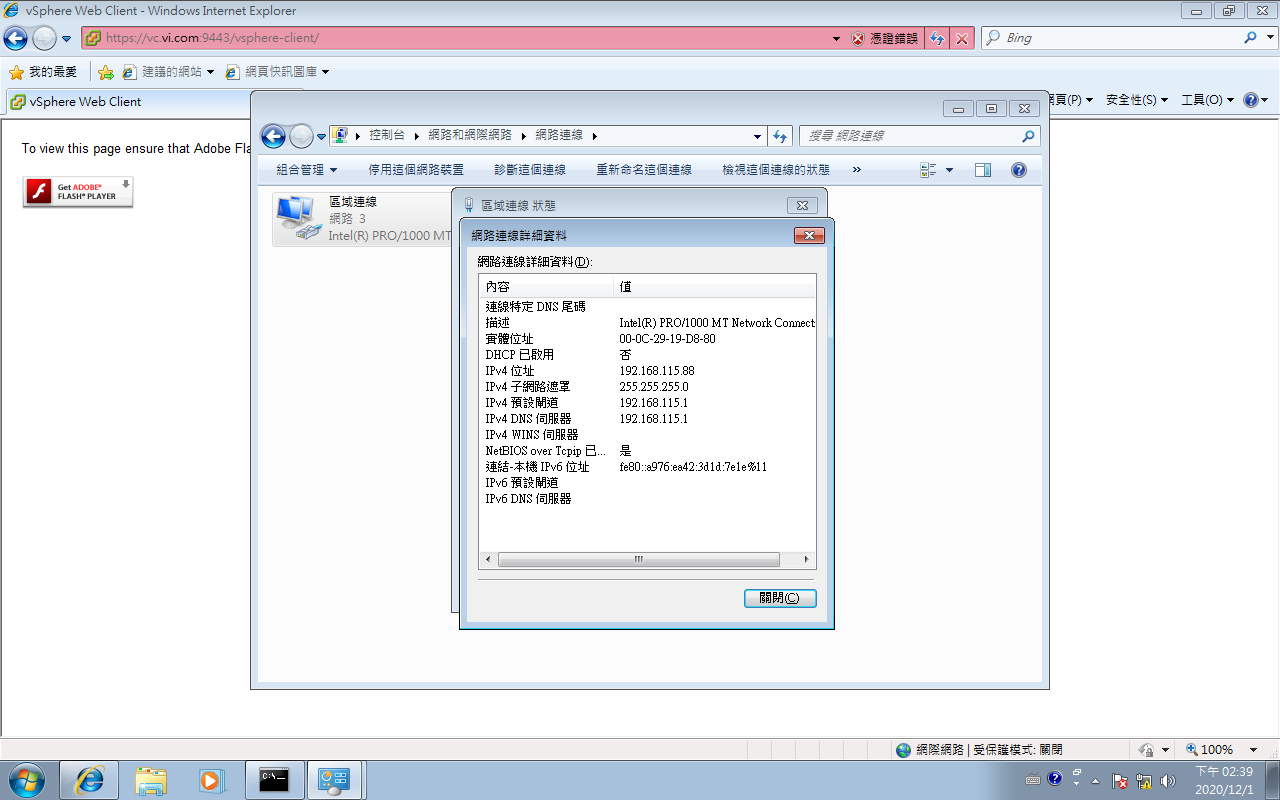 vSphere Web Client - Windows Internet Explorer
https://vc.vi.com:9443/vsphere-client/
憑證錯誤
Bing
我的最愛
建議的網站
網頁快訊圖庫
vSphere Web Client
網頁(P)
安全性(S)
工具(O)
To view this page ensure that Adobe Fla
Get ADOBE®
FLASH® PLAYER
控制台
網路和網際網路
網路連線
搜尋 網路連線
組合管理
停用這個網路裝置
診斷這個連線
重新命名這個連線
檢視這個連線的狀態
»
區域連線
網路 3
Intel(R) PRO/1000 MT
區域連線 狀態
網路連線詳細資料
網路連線詳細資料(D):
內容 值
連線特定 DNS 尾碼
描述 Intel(R) PRO/1000 MT Network Connect
實體位址 00-0C-29-19-D8-80
DHCP 已啟用 否
IPv4 位址 192.168.115.88
IPv4 子網路遮罩 255.255.255.0
IPv4 預設閘道 192.168.115.1
IPv4 DNS 伺服器 192.168.115.1
IPv4 WINS 伺服器
NetBIOS over Tcpip 已... 是
連結-本機 IPv6 位址 fe80::a976:ea42:3d1d:7e1e%11
IPv6 預設閘道
IPv6 DNS 伺服器
關閉(C)
網際網路 | 受保護模式: 關閉
100%
C:\_
下午 02:39
2020/12/1